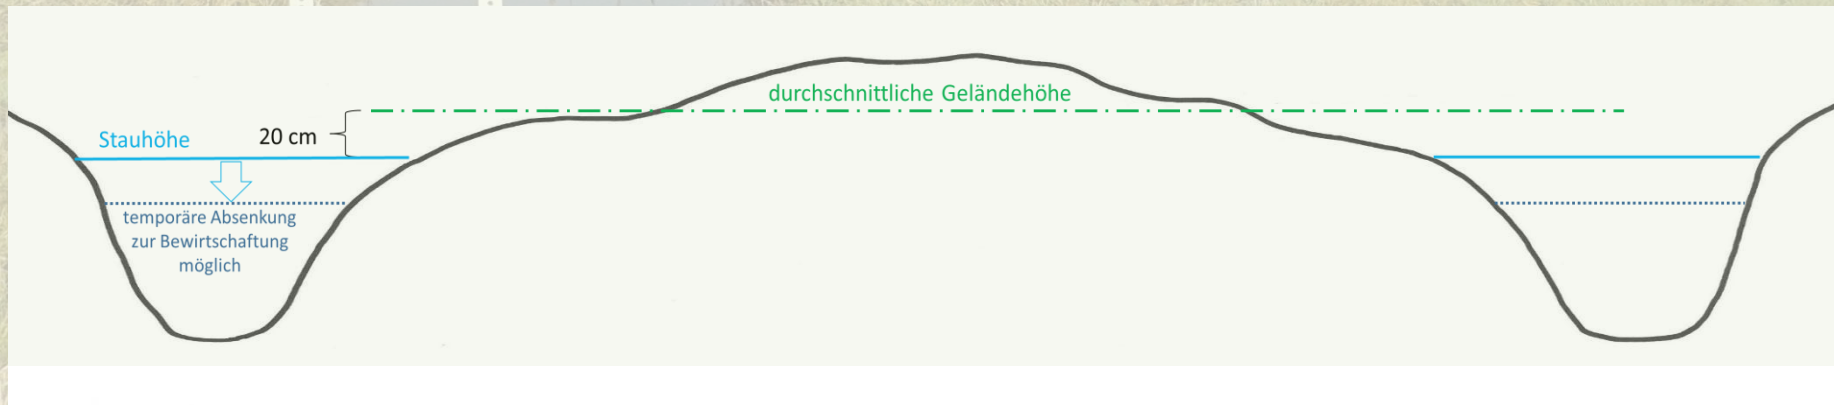 durchschnittliche Geländehöhe
Stauhöhe
20 cm
temporäre Absenkung
zur Bewirtschaftung
möglich